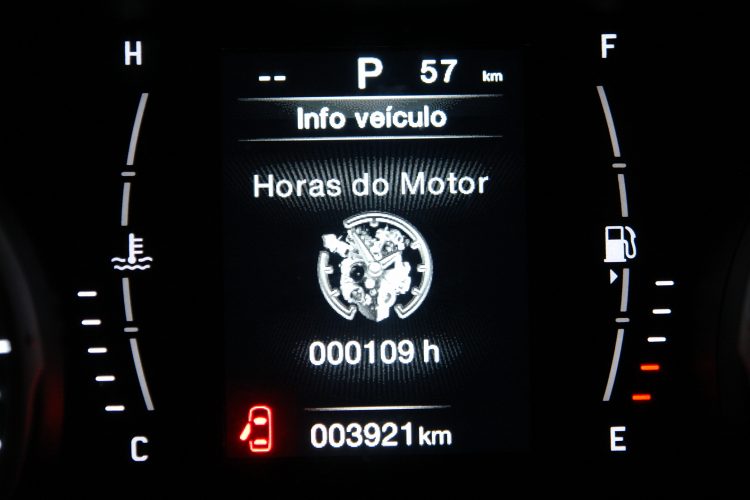 H
F
-- P 57 km
Info veículo
Horas do Motor
000109 h
003921 km
C
E